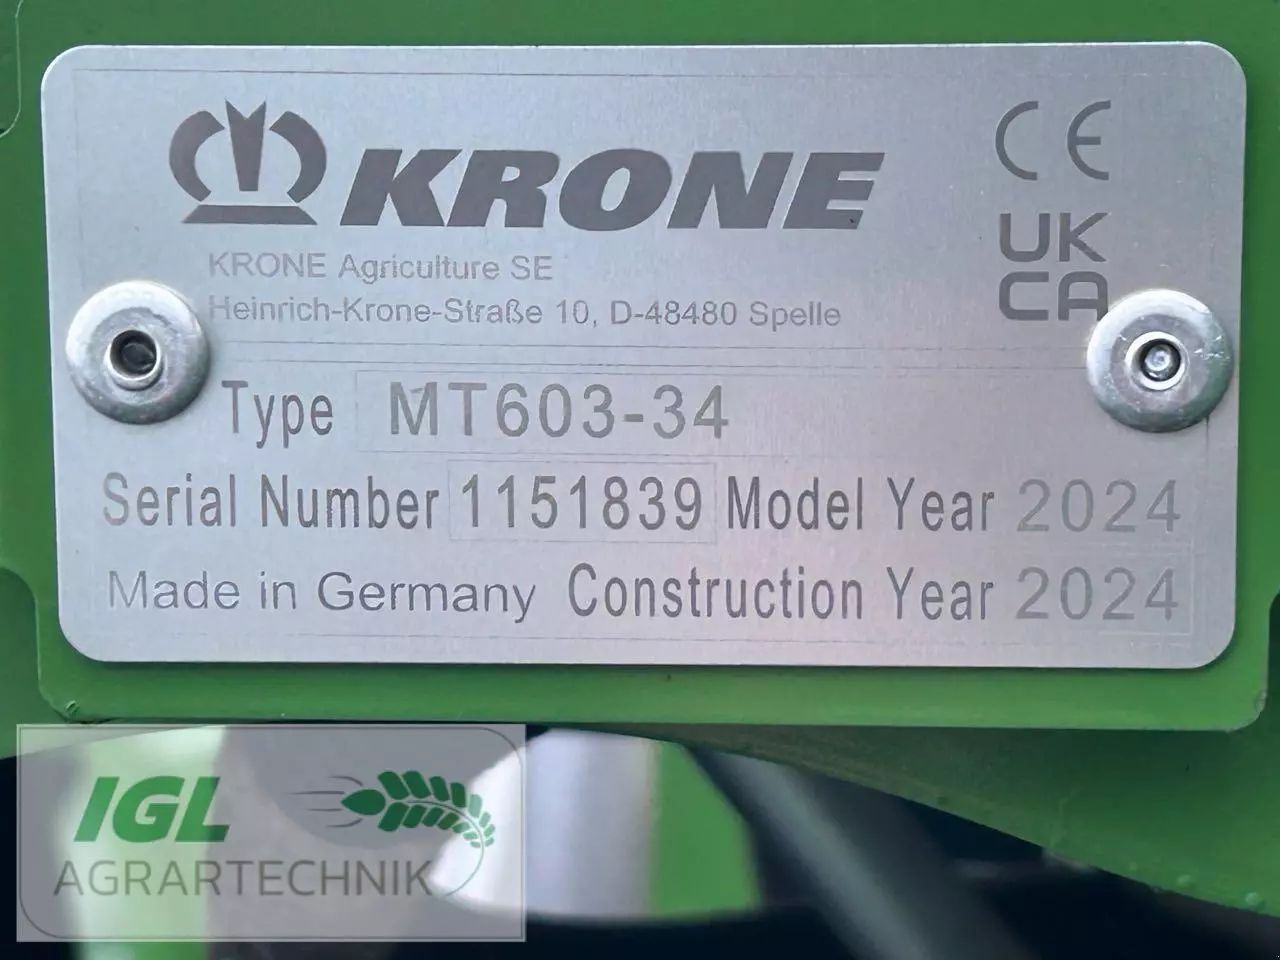 KRONE
CE
UK
CA
KRONE Agriculture SE
Heinrich-Krone-Straße 10, D-48480 Spelle
Type MT603-34
Serial Number 1151839 Model Year 2024
Made in Germany Construction Year 2024
IGL
AGRARTECHNIK